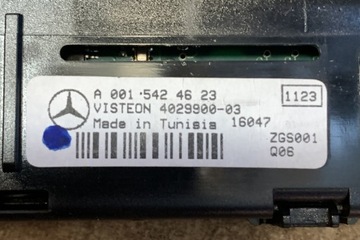 A 001 542 46 23
1123
VISTEON 4029900-03
Made in Tunisia 16047
ZGS001
Q06